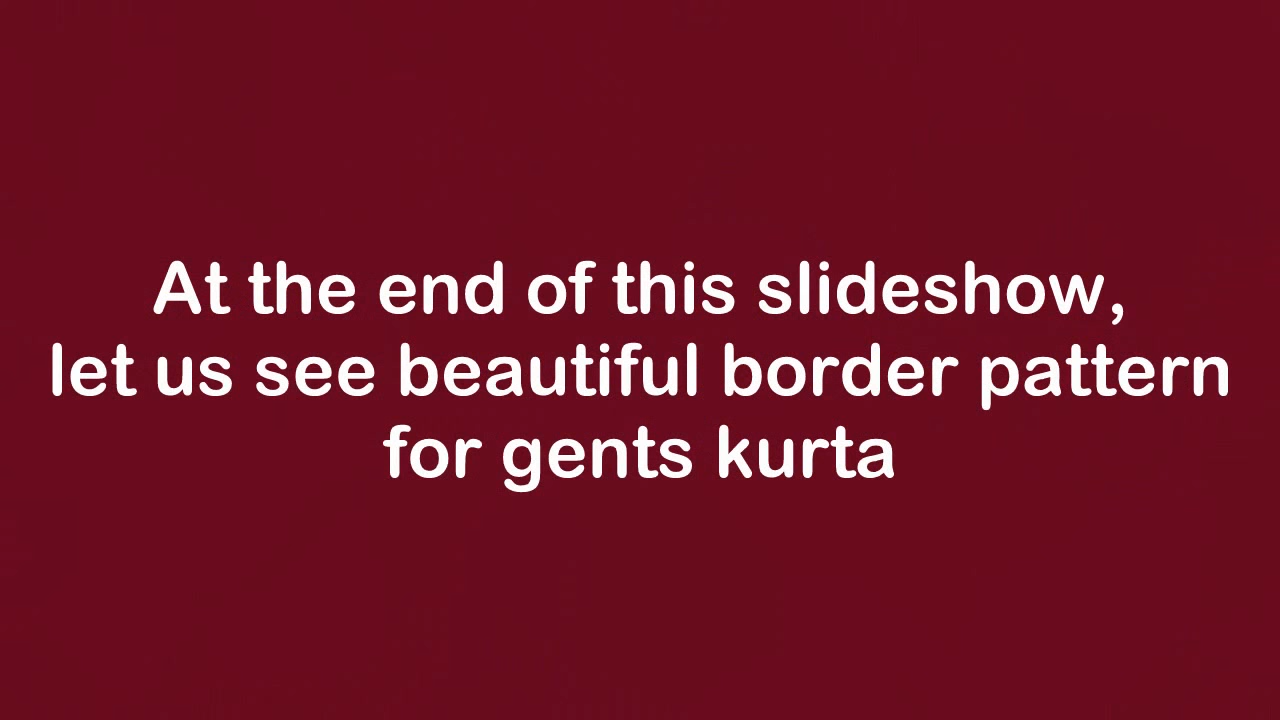 At the end of this slideshow,
let us see beautiful border pattern
for gents kurta